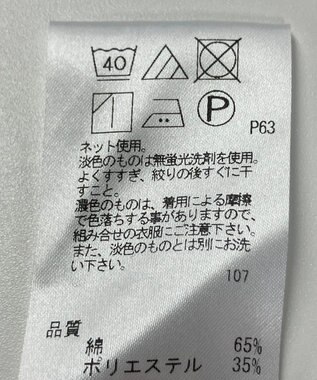 40
P
P63
ネット使用。
淡色のものは無蛍光洗剤を使用。
よくすすぎ、絞りの後すぐに干
すこと。
濃色のものは、着用による摩擦
で色落ちする事がありますので、
組み合せの衣服にご注意下さい。
また、淡色のものとは別にお洗
い下さい。
107
品質
綿 65%
ポリエステル 35%